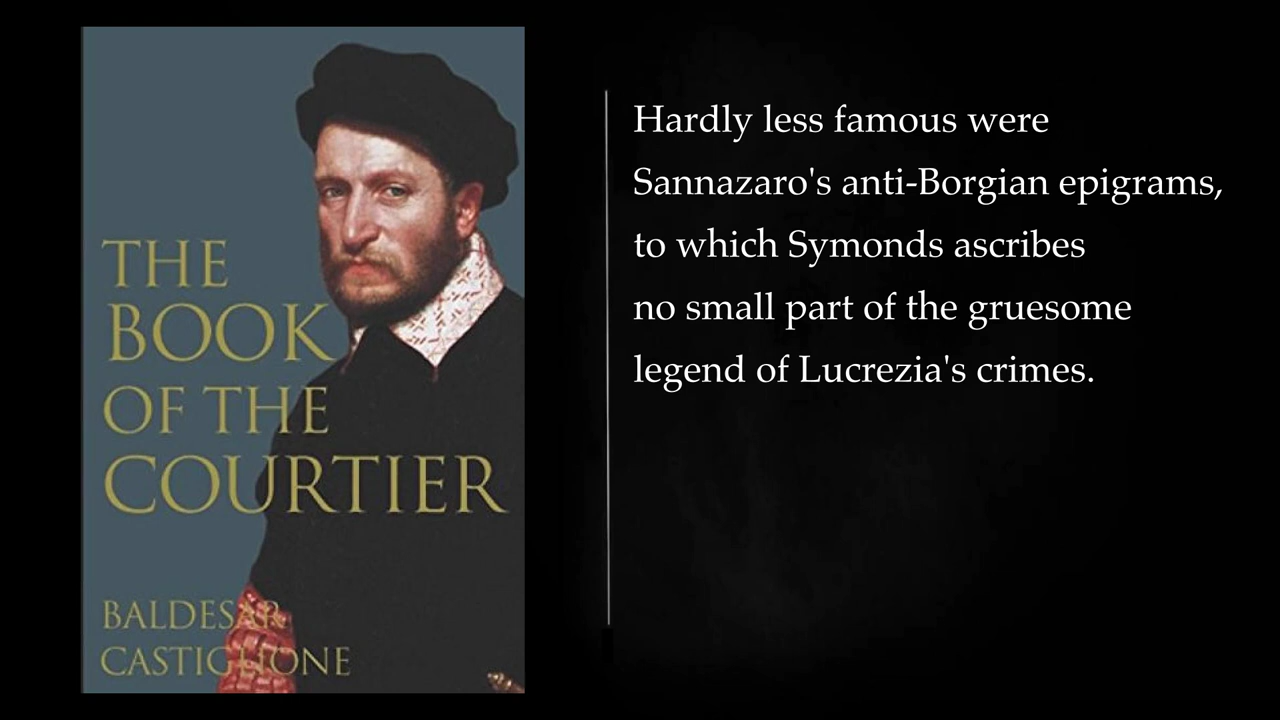 THE
BOOK
OF THE
COURTIER
BALDESAR
CASTIGLIONE
Hardly less famous were
Sannazaro's anti-Borgian epigrams,
to which Symonds ascribes
no small part of the gruesome
legend of Lucrezia's crimes.